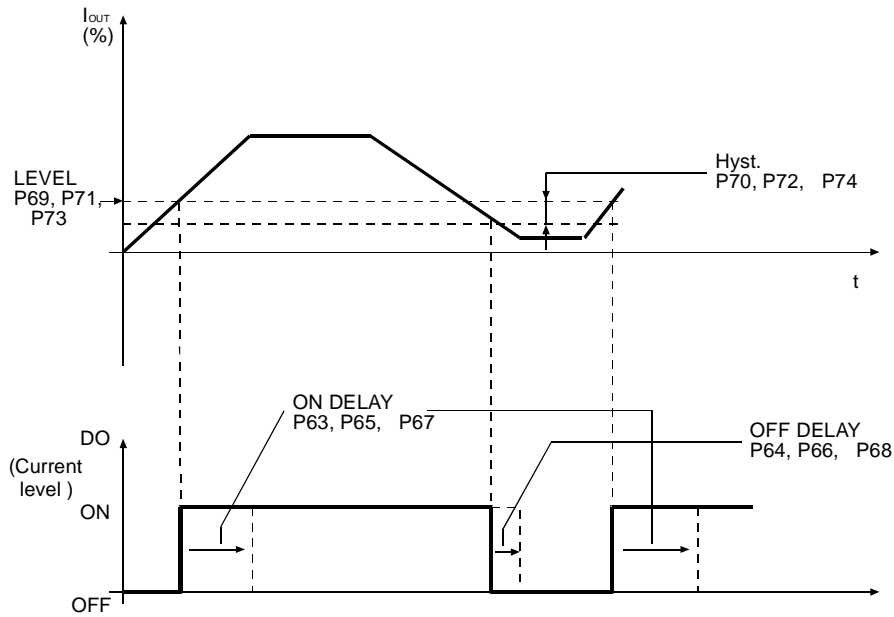 IOUT
(%)
LEVEL
P69, P71,
P73
Hyst.
P70, P72, P74
t
ON DELAY
P63, P65, P67
OFF DELAY
P64, P66, P68
DO
(Current
level )
ON
OFF